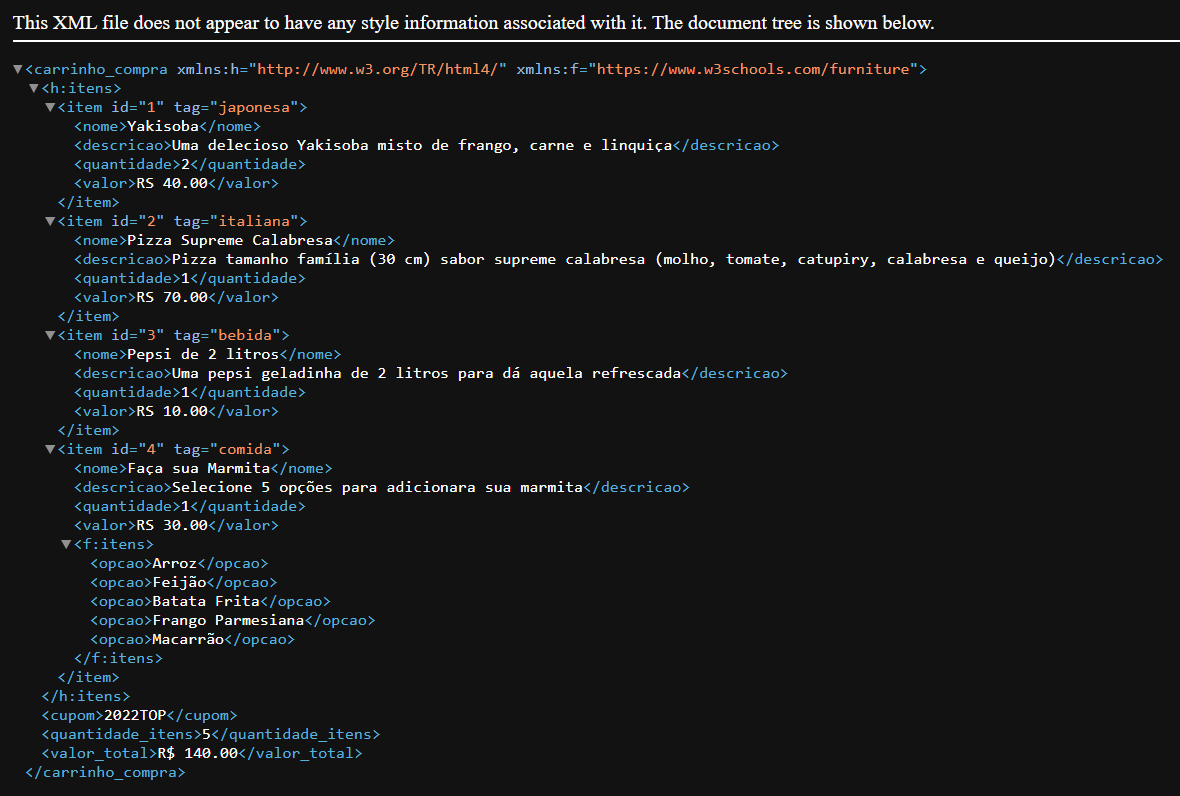 This XML file does not appear to have any style information associated with it. The document tree is shown below.
▼<carrinho_compra xmlns:h="http://www.w3.org/TR/html4/" xmlns:f="https://www.w3schools.com/furniture">
▼<h:itens>
▼<item id="1" tag="japonesa">
<nome>Yakisoba</nome>
<descricao>Uma delecioso Yakisoba misto de frango, carne e linquiça</descricao>
<quantidade>2</quantidade>
<valor>RS 40.00</valor>
</item>
▼<item id="2" tag="italiana">
<nome>Pizza Supreme Calabresa</nome>
<descricao>Pizza tamanho família (30 cm) sabor supreme calabresa (molho, tomate, catupiry, calabresa e queijo)</descricao>
<quantidade>1</quantidade>
<valor>RS 70.00</valor>
</item>
▼<item id="3" tag="bebida">
<nome>Pepsi de 2 litros</nome>
<descricao>Uma pepsi geladinha de 2 litros para dá aquela refrescada</descricao>
<quantidade>1</quantidade>
<valor>RS 10.00</valor>
</item>
▼<item id="4" tag="comida">
<nome>Faça sua Marmita</nome>
<descricao>Selecione 5 opções para adicionara sua marmita</descricao>
<quantidade>1</quantidade>
<valor>RS 30.00</valor>
▼<f:itens>
<opcao>Arroz</opcao>
<opcao>Feijão</opcao>
<opcao>Batata Frita</opcao>
<opcao>Frango Parmesiana</opcao>
<opcao>Macarrão</opcao>
</f:itens>
</item>
</h:itens>
<cupom>2022TOP</cupom>
<quantidade_itens>5</quantidade_itens>
<valor_total>R$ 140.00</valor_total>
</carrinho_compra>